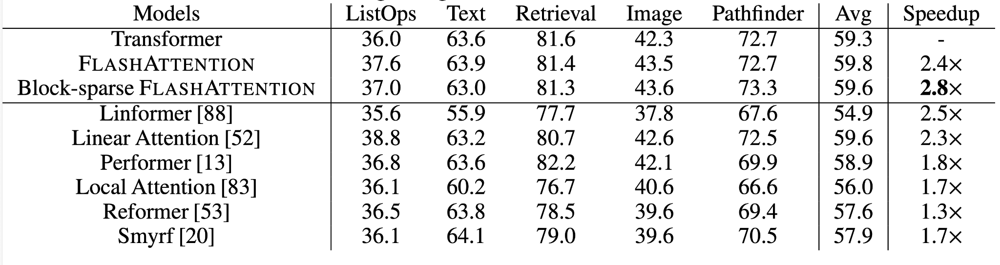 Models ListOps Text Retrieval Image Pathfinder Avg Speedup
Transformer 36.0 63.6 81.6 42.3 72.7 59.3 -
FLASHATTENTION 37.6 63.9 81.4 43.5 72.7 59.8 2.4×
Block-sparse FLASHATTENTION 37.0 63.0 81.3 43.6 73.3 59.6 2.8×
Linformer [88] 35.6 55.9 77.7 37.8 67.6 54.9 2.5×
Linear Attention [52] 38.8 63.2 80.7 42.6 72.5 59.6 2.3×
Performer [13] 36.8 63.6 82.2 42.1 69.9 58.9 1.8×
Local Attention [83] 36.1 60.2 76.7 40.6 66.6 56.0 1.7×
Reformer [53] 36.5 63.8 78.5 39.6 69.4 57.6 1.3×
Smyrf [20] 36.1 64.1 79.0 39.6 70.5 57.9 1.7×